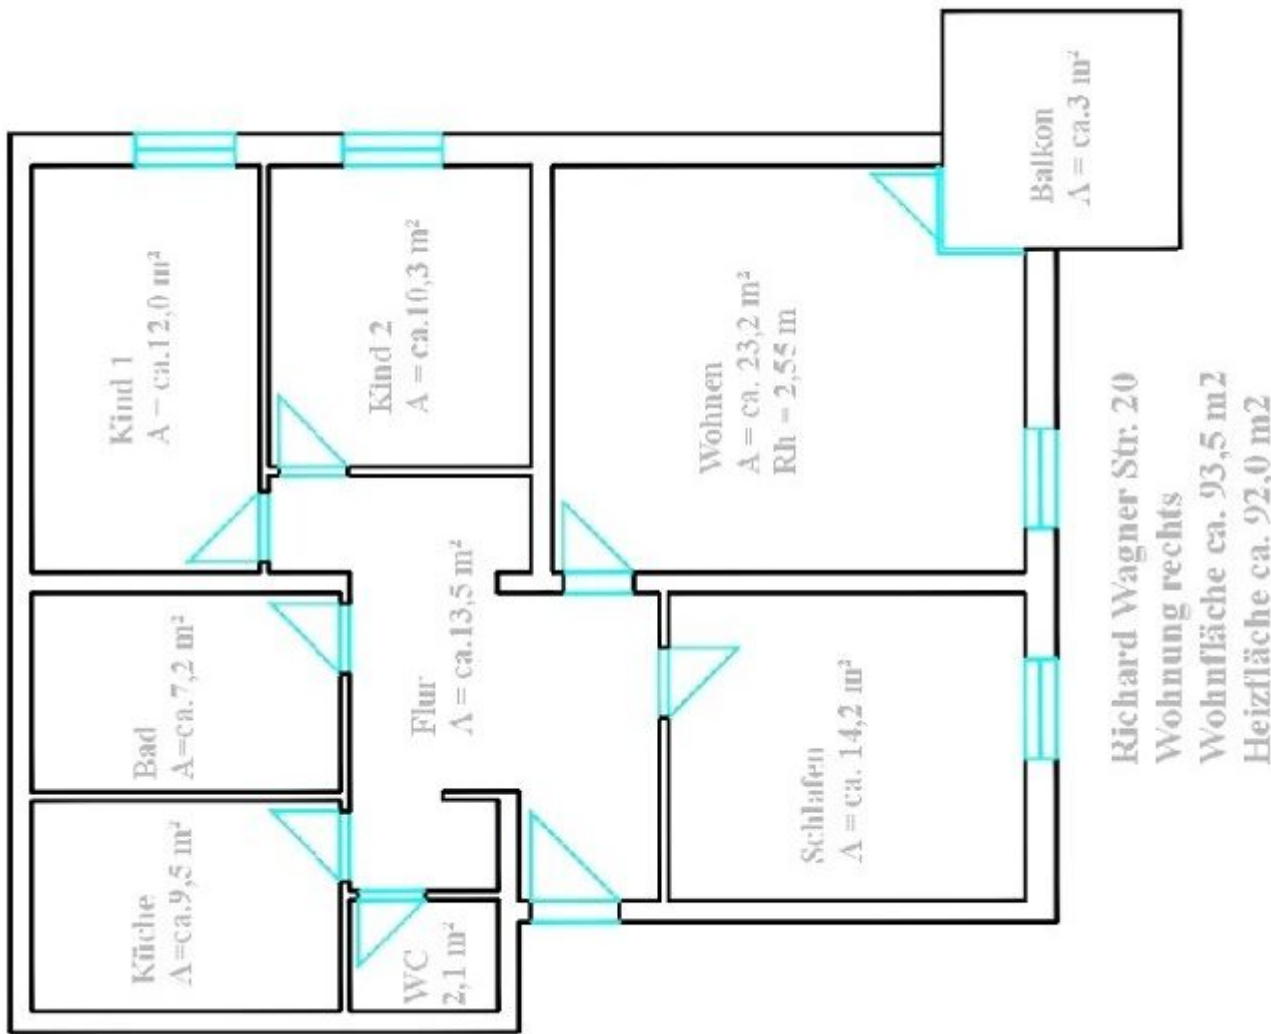 Kind 1
A = ca.12,0 m²
Kind 2
A = ca.10,3 m²
Balkon
A = ca.3 m²
Wohnen
A = ca. 23,2 m²
Rh = 2,55 m
Bad
A=ca.7,2 m²
Flur
A = ca.13,5 m²
Küche
A=ca.9,5 m²
WC
2,1 m²
Schlafen
A = ca. 14,2 m²
Richard Wagner Str. 20
Wohnung rechts
Wohnfläche ca. 93,5 m2
Heizfläche ca. 92,0 m2